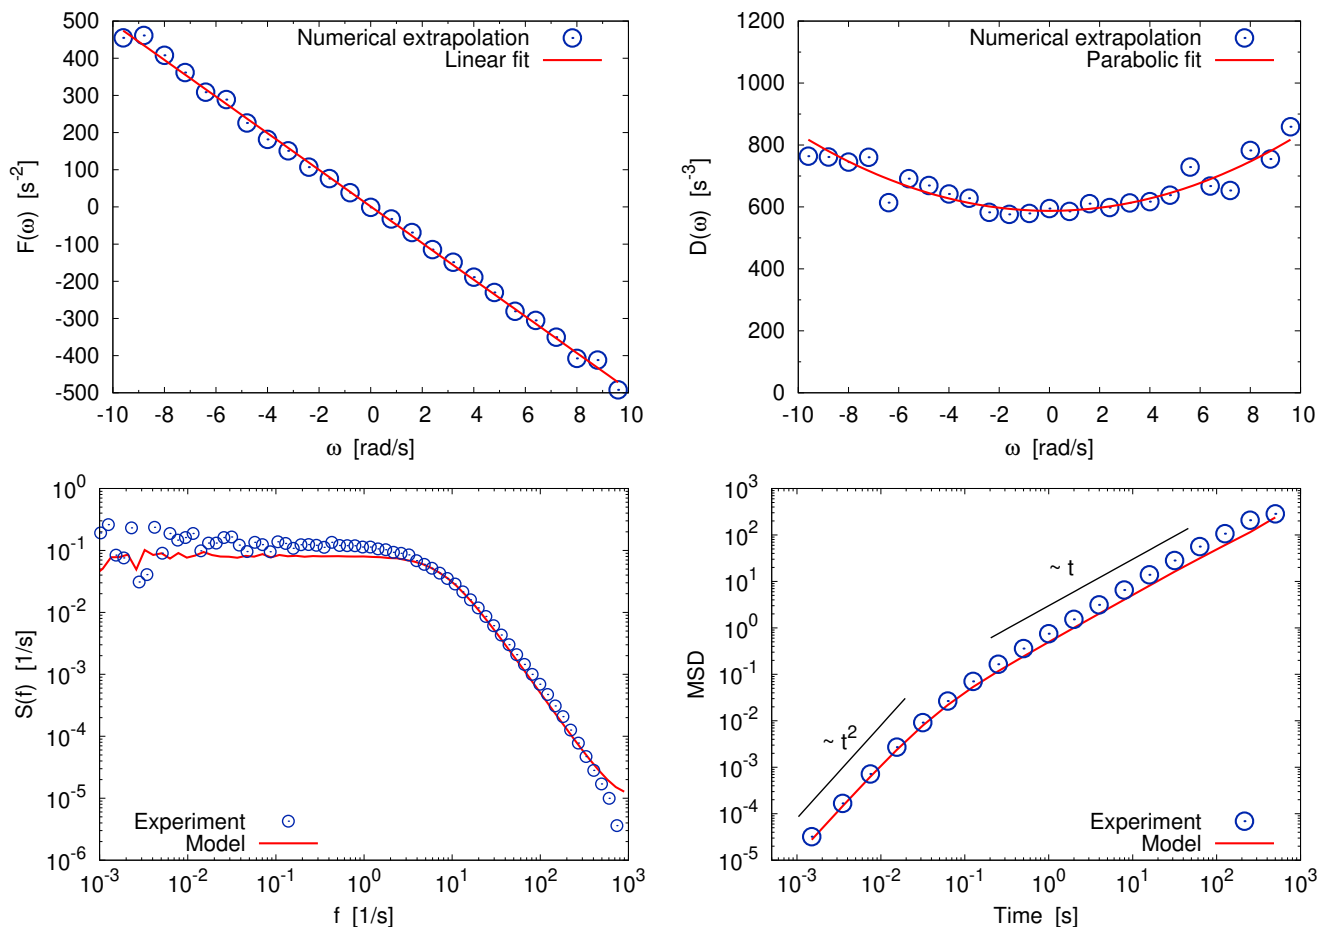 Numerical extrapolation
Linear fit
F(ω) [s⁻²]
500
400
300
200
100
0
-100
-200
-300
-400
-500
-10 -8 -6 -4 -2 0 2 4 6 8 10
ω [rad/s]
Numerical extrapolation
Parabolic fit
D(ω) [s⁻³]
1200
1000
800
600
400
200
0
-10 -8 -6 -4 -2 0 2 4 6 8 10
ω [rad/s]
S(f) [1/s]
10⁰
10⁻¹
10⁻²
10⁻³
10⁻⁴
10⁻⁵
10⁻⁶
Experiment
Model
10⁻³ 10⁻² 10⁻¹ 10⁰ 10¹ 10² 10³
f [1/s]
MSD
10³
10²
10¹
10⁰
10⁻¹
10⁻²
10⁻³
10⁻⁴
10⁻⁵
~ t
~ t²
Experiment
Model
10⁻³ 10⁻² 10⁻¹ 10⁰ 10¹ 10² 10³
Time [s]